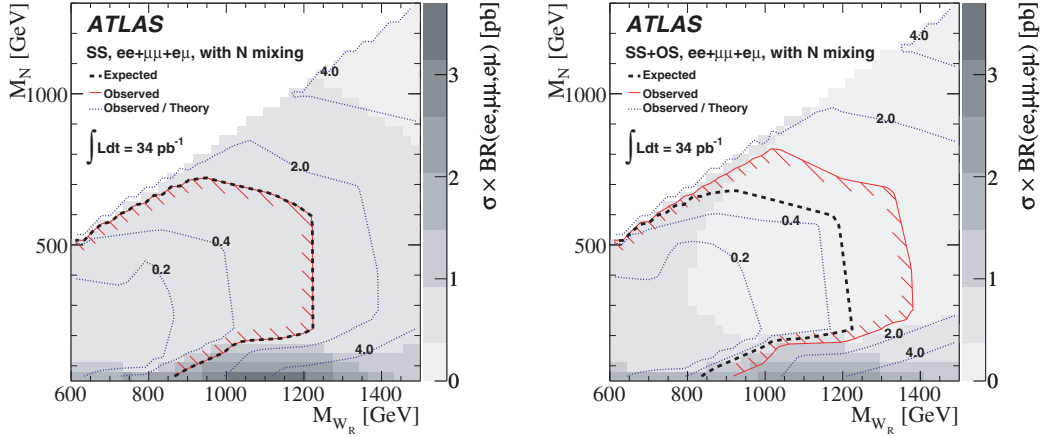 ATLAS
SS, ee+μμ+eμ, with N mixing
Expected
Observed
Observed / Theory
∫Ldt = 34 pb⁻¹
4.0
2.0
0.4
0.2
4.0
M_N [GeV]
1000
500
600 800 1000 1200 1400
M_{W_R} [GeV]
3
2
1
0
σ × BR(ee,μμ,eμ) [pb]
ATLAS
SS+OS, ee+μμ+eμ, with N mixing
Expected
Observed
Observed / Theory
∫Ldt = 34 pb⁻¹
4.0
2.0
0.4
0.2
2.0
4.0
M_N [GeV]
1000
500
600 800 1000 1200 1400
M_{W_R} [GeV]
3
2
1
0
σ × BR(ee,μμ,eμ) [pb]